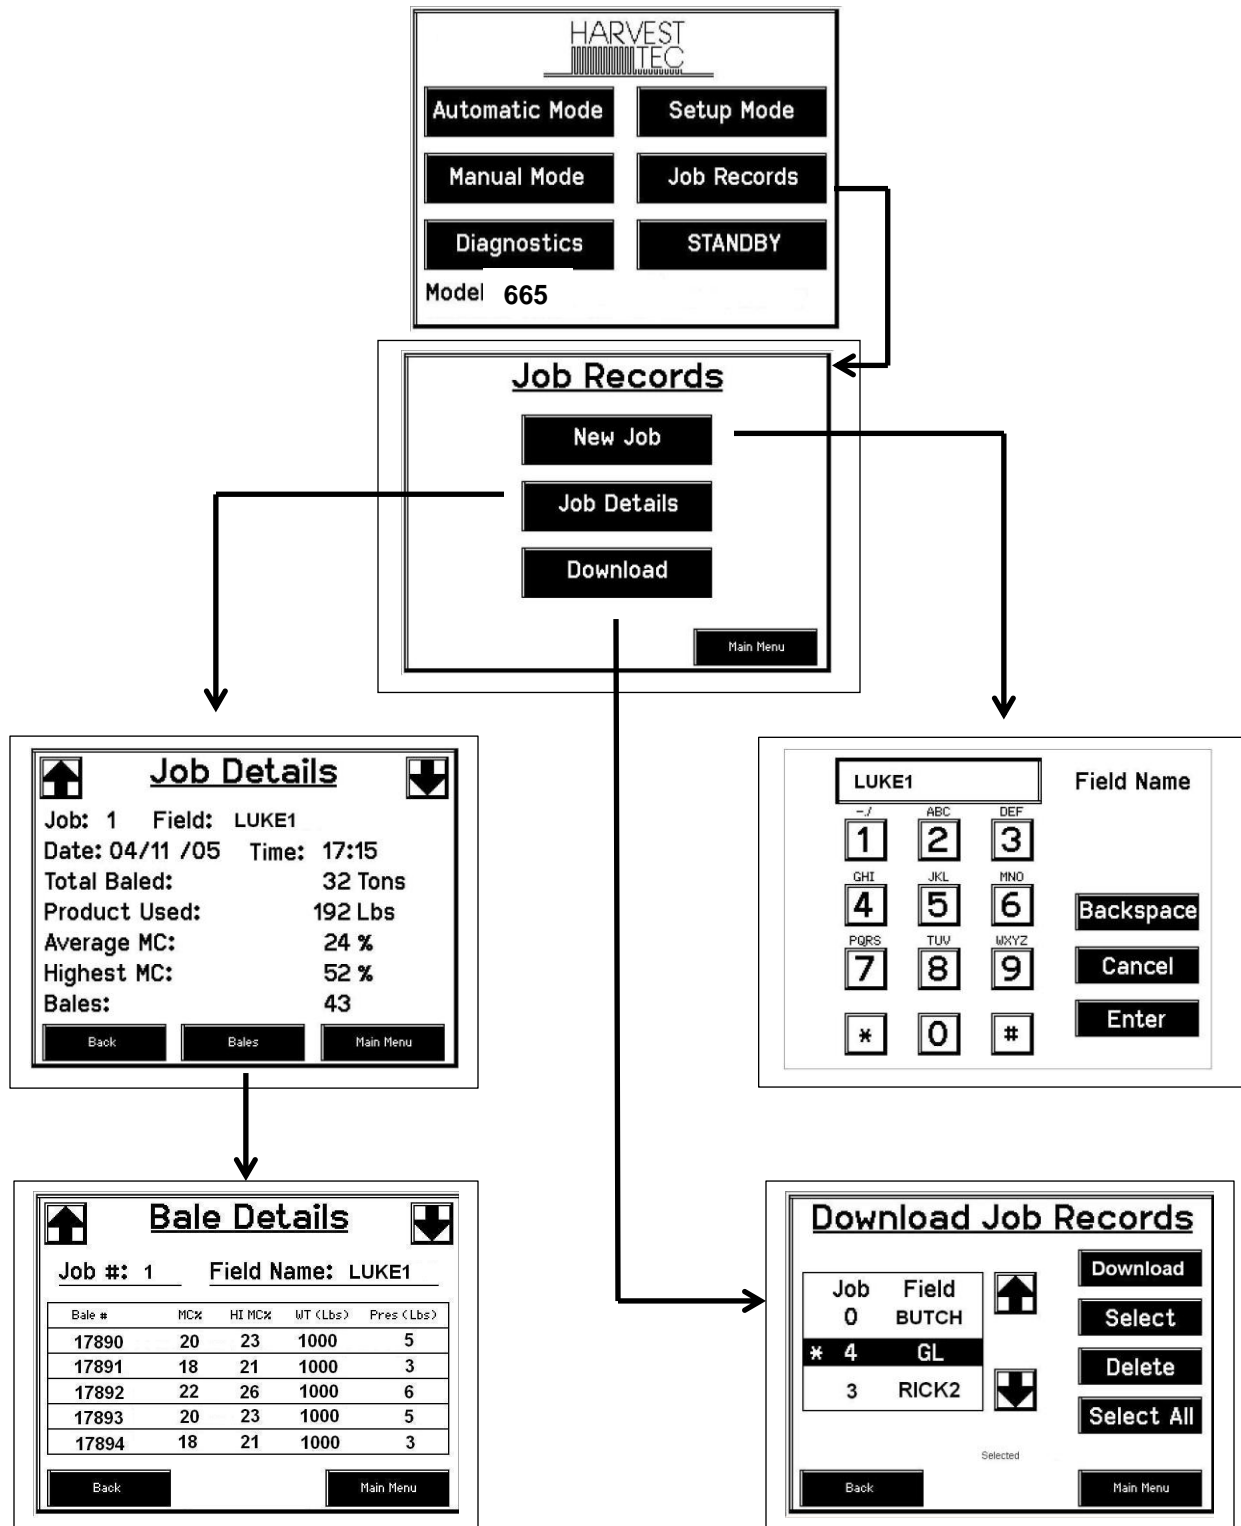 HARVEST
TEC
Automatic Mode Setup Mode
Manual Mode Job Records
Diagnostics STANDBY
Model 665
Job Records
New Job
Job Details
Download
Main Menu
Job Details
Job: 1 Field: LUKE1
Date: 04/11 /05 Time: 17:15
Total Baled: 32 Tons
Product Used: 192 Lbs
Average MC: 24 %
Highest MC: 52 %
Bales: 43
Back Bales Main Menu
LUKE1 Field Name
-./ ABC DEF
1 2 3
GHI JKL MNO
4 5 6 Backspace
PQRS TUV WXYZ
7 8 9 Cancel
* 0 # Enter
Bale Details
Job #: 1 Field Name: LUKE1
Bale # MC% HI MC% WT (Lbs) Pres (Lbs)
17890 20 23 1000 5
17891 18 21 1000 3
17892 22 26 1000 6
17893 20 23 1000 5
17894 18 21 1000 3
Back Main Menu
Download Job Records
Job Field Download
0 BUTCH Select
* 4 GL Delete
3 RICK2 Select All
Selected
Back Main Menu